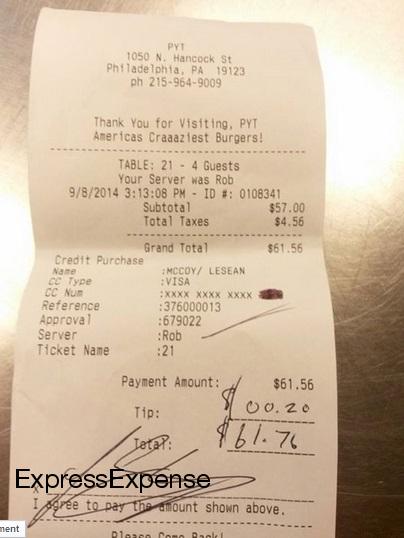 PYT
1050 N. Hancock St
Philadelphia, PA 19123
ph 215-964-9009
Thank You for Visiting, PYT
Americas Craaaziest Burgers!
TABLE: 21 - 4 Guests
Your Server was Rob
9/8/2014 3:13:08 PM - ID #: 0108341
Subtotal $57.00
Total Taxes $4.56
Grand Total $61.56
Credit Purchase
Name :MCCOY/ LESEAN
CC Type :VISA
CC Num :xxxx xxxx xxxx
Reference :376000013
Approval :679022
Server :Rob
Ticket Name :21
Payment Amount: $61.56
Tip: $ 00.20
Total: $61.76
ExpressExpense
X
I agree to pay the amount shown above.
ment
Please Come Back!